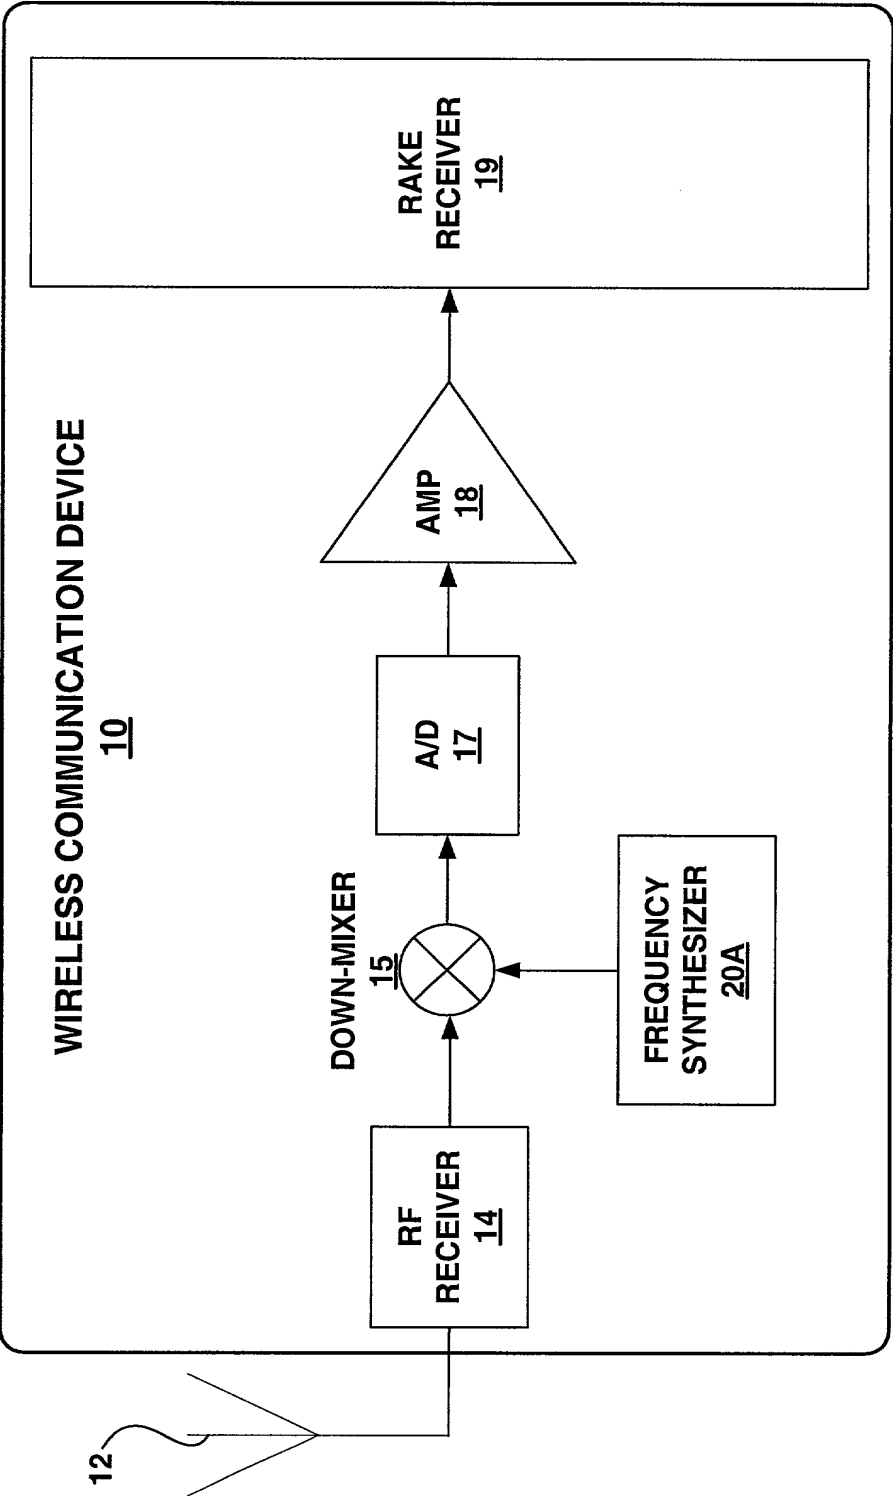 WIRELESS COMMUNICATION DEVICE
10
12
RF
RECEIVER
14
DOWN-MIXER
15
FREQUENCY
SYNTHESIZER
20A
A/D
17
AMP
18
RAKE
RECEIVER
19